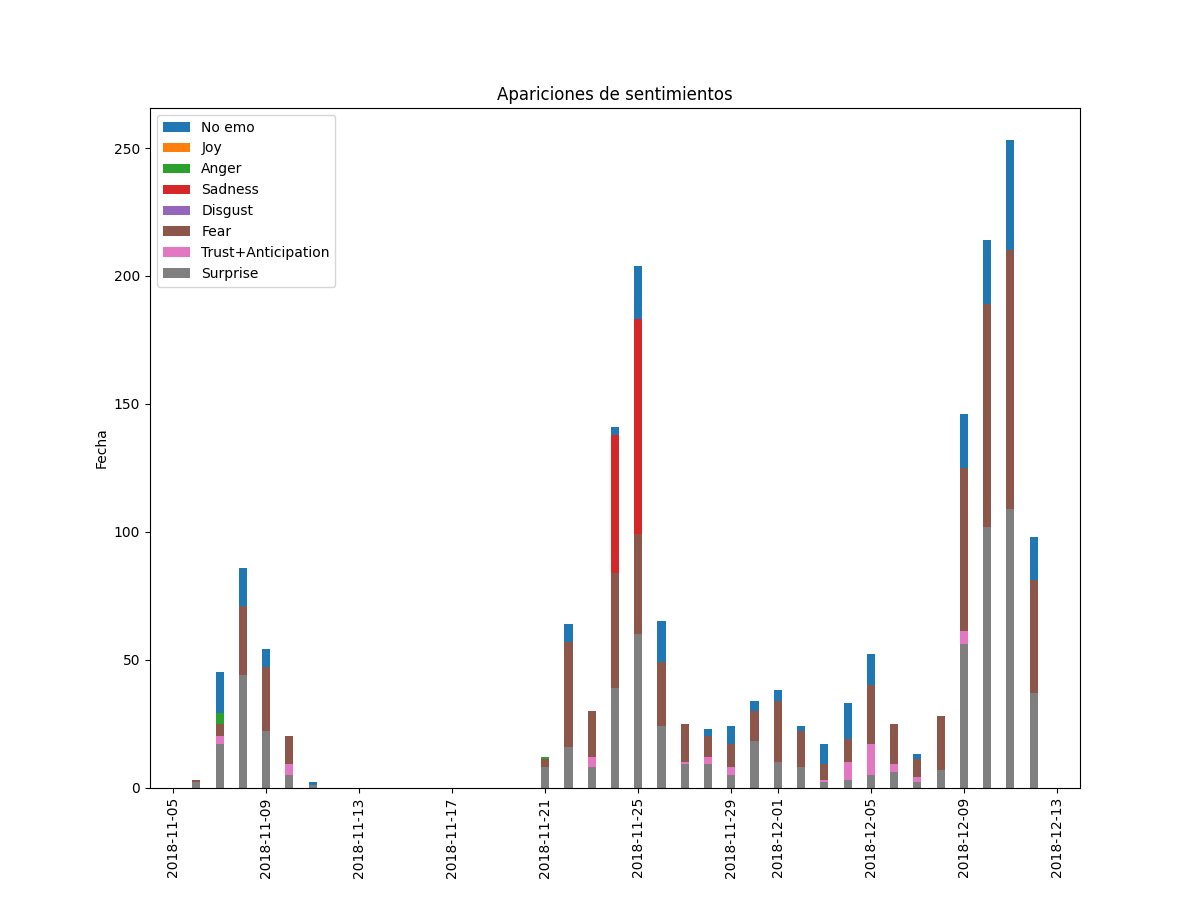 Apariciones de sentimientos
No emo
Joy
Anger
Sadness
Disgust
Fear
Trust+Anticipation
Surprise
250
200
150
100
50
0
Fecha
2018-11-05
2018-11-09
2018-11-13
2018-11-17
2018-11-21
2018-11-25
2018-11-29
2018-12-01
2018-12-05
2018-12-09
2018-12-13